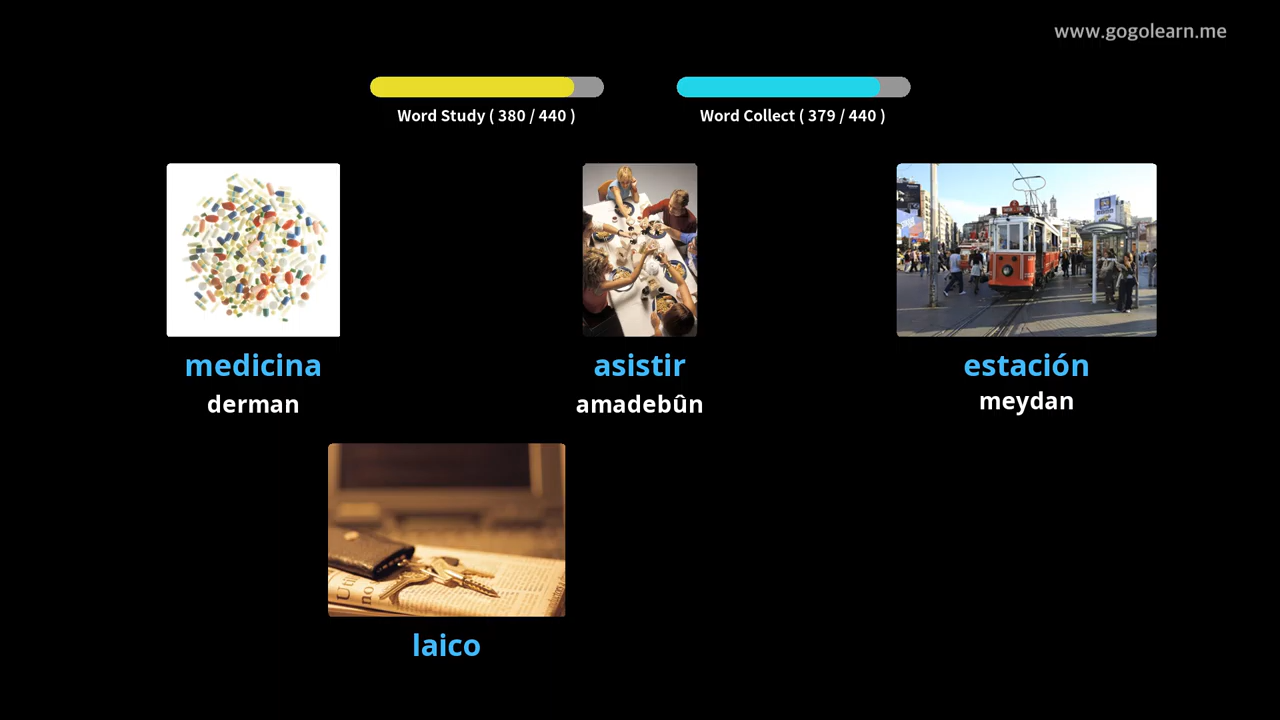 www.gogolearn.me
Word Study ( 380 / 440 )
Word Collect ( 379 / 440 )
medicina
derman
asistir
amadebûn
estación
meydan
laico